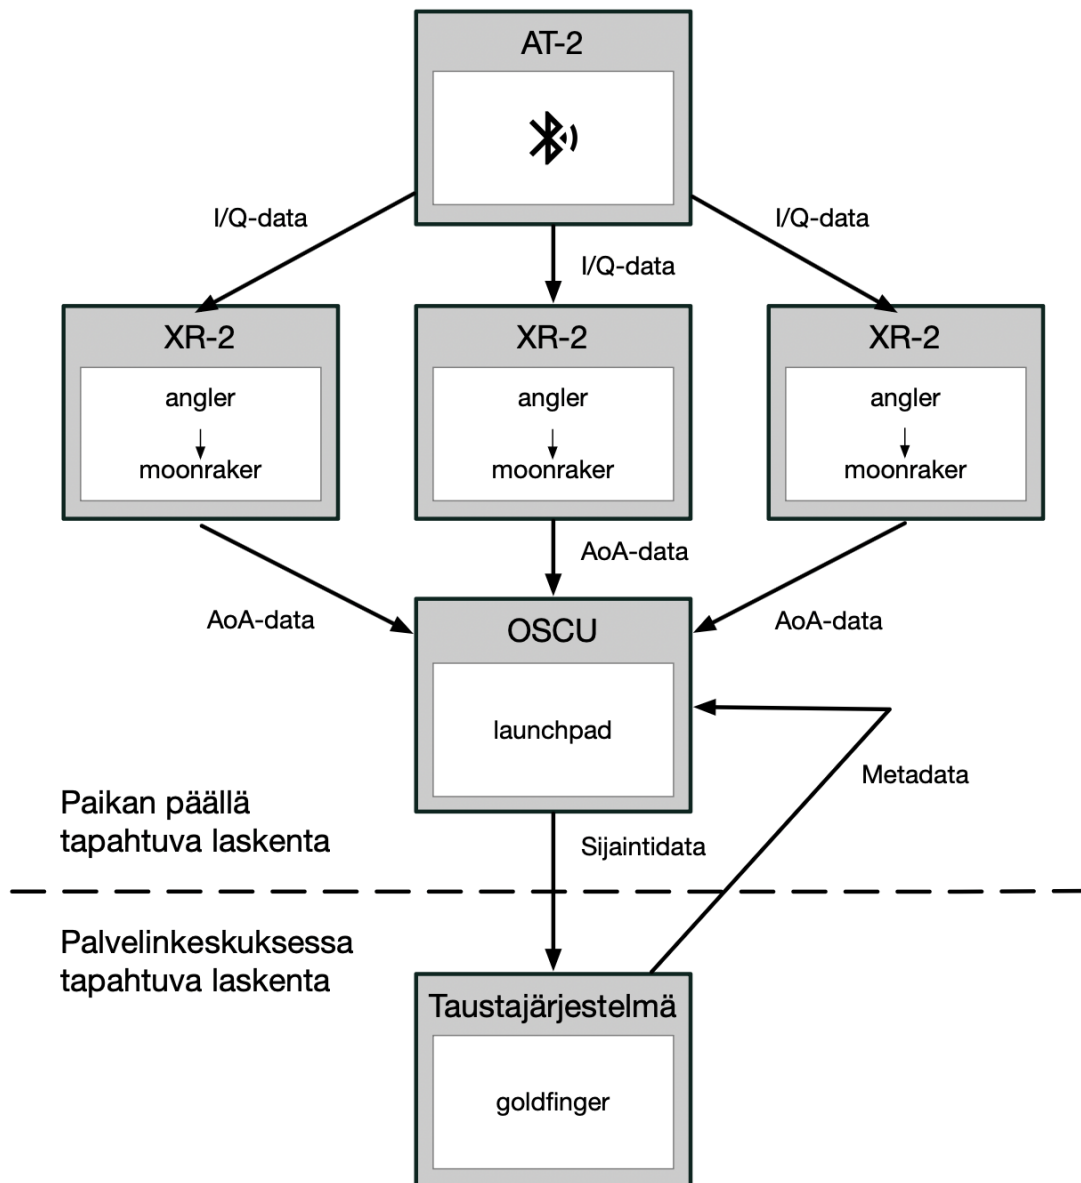 AT-2
I/Q-data
I/Q-data
I/Q-data
XR-2
angler
moonraker
XR-2
angler
moonraker
XR-2
angler
moonraker
AoA-data
AoA-data
AoA-data
OSCU
launchpad
Metadata
Paikan päällä
tapahtuva laskenta
Sijaintidata
Palvelinkeskuksessa
tapahtuva laskenta
Taustajärjestelmä
goldfinger